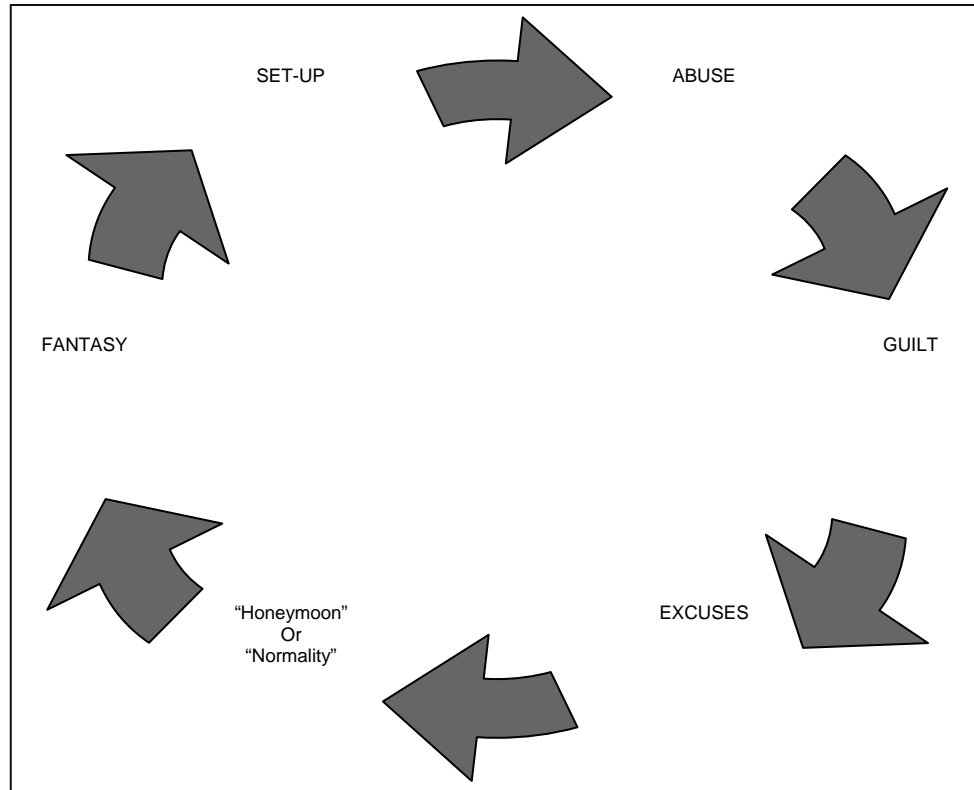 SET-UP
ABUSE
FANTASY
GUILT
“Honeymoon”
Or
“Normality”
EXCUSES